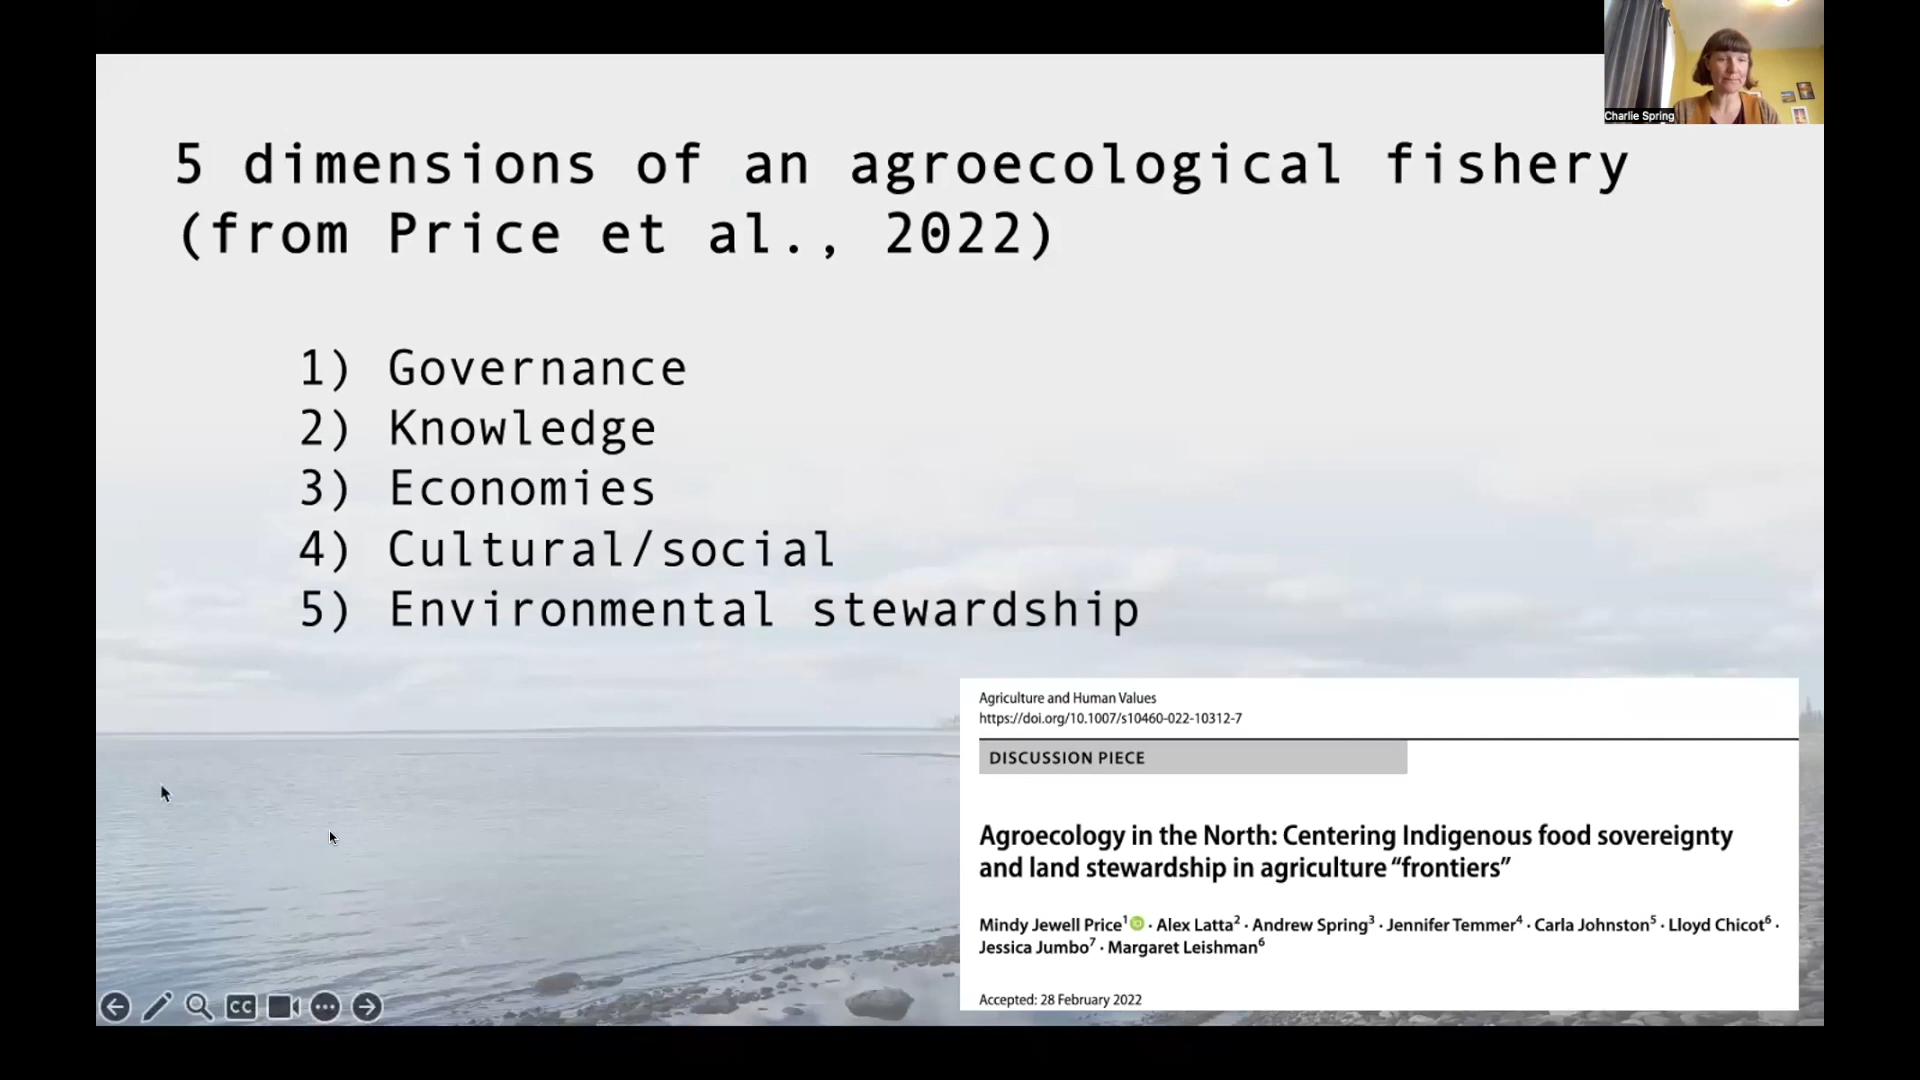 Charlie Spring
5 dimensions of an agroecological fishery
(from Price et al., 2022)
1) Governance
2) Knowledge
3) Economies
4) Cultural/social
5) Environmental stewardship
Agriculture and Human Values
https://doi.org/10.1007/s10460-022-10312-7
DISCUSSION PIECE
Agroecology in the North: Centering Indigenous food sovereignty
and land stewardship in agriculture “frontiers”
Mindy Jewell Price¹ · Alex Latta² · Andrew Spring³ · Jennifer Temmer⁴ · Carla Johnston⁵ · Lloyd Chicot⁶ ·
Jessica Jumbo⁷ · Margaret Leishman⁶
Accepted: 28 February 2022
CC